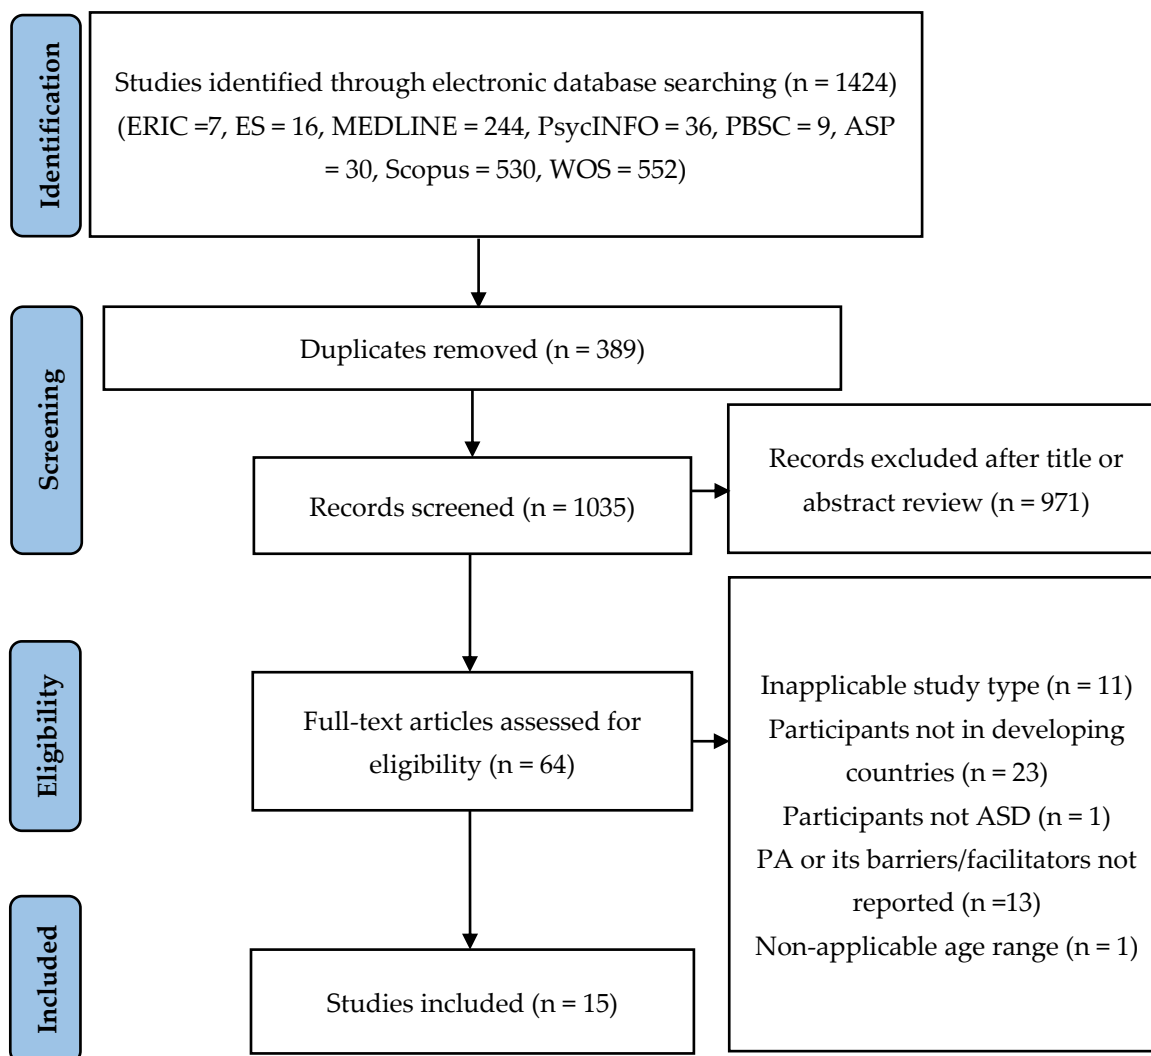 Identification
Studies identified through electronic database searching (n = 1424)
(ERIC =7, ES = 16, MEDLINE = 244, PsycINFO = 36, PBSC = 9, ASP
= 30, Scopus = 530, WOS = 552)
Screening
Duplicates removed (n = 389)
Records screened (n = 1035)
Records excluded after title or
abstract review (n = 971)
Eligibility
Full-text articles assessed for
eligibility (n = 64)
Inapplicable study type (n = 11)
Participants not in developing
countries (n = 23)
Participants not ASD (n = 1)
PA or its barriers/facilitators not
reported (n =13)
Non-applicable age range (n = 1)
Included
Studies included (n = 15)